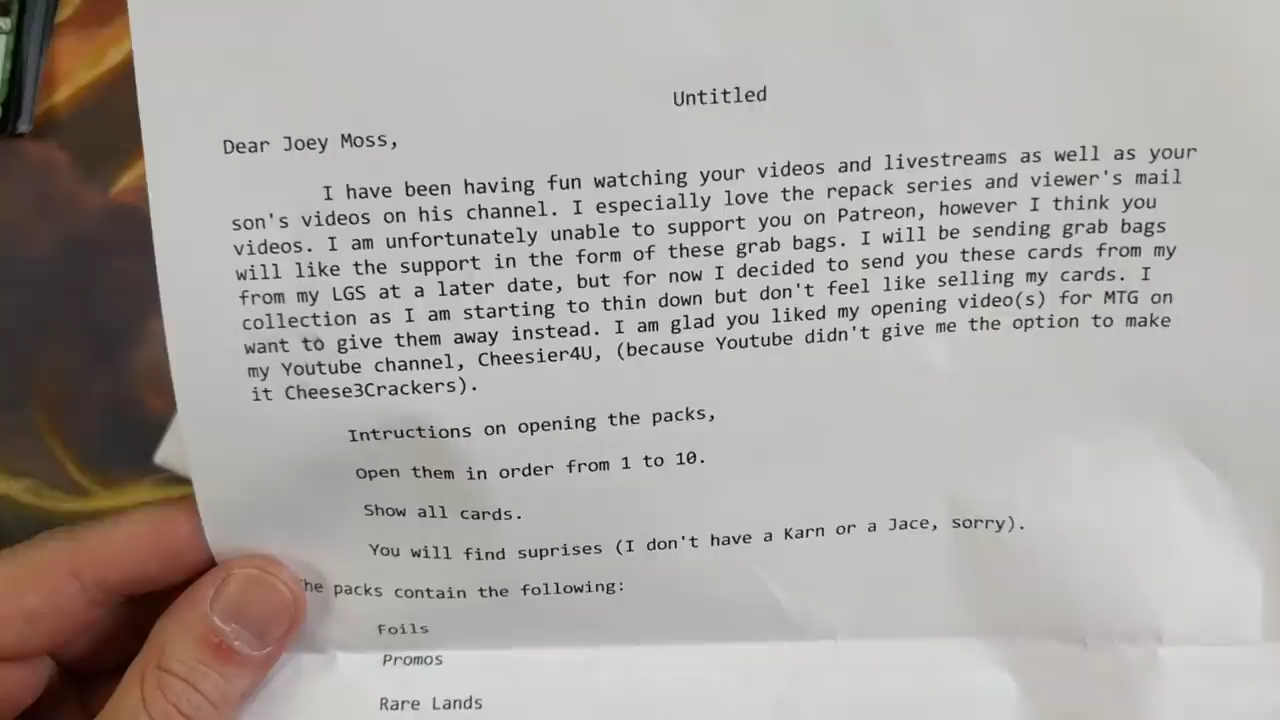 Untitled
Dear Joey Moss,
I have been having fun watching your videos and livestreams as well as your
son's videos on his channel. I especially love the repack series and viewer's mail
videos. I am unfortunately unable to support you on Patreon, however I think you
will like the support in the form of these grab bags. I will be sending grab bags
from my LGS at a later date, but for now I decided to send you these cards from my
collection as I am starting to thin down but don't feel like selling my cards. I
want to give them away instead. I am glad you liked my opening video(s) for MTG on
my Youtube channel, Cheesier4U, (because Youtube didn't give me the option to make
it Cheese3Crackers).
Intructions on opening the packs,
Open them in order from 1 to 10.
Show all cards.
You will find suprises (I don't have a Karn or a Jace, sorry).
he packs contain the following:
Foils
Promos
Rare Lands